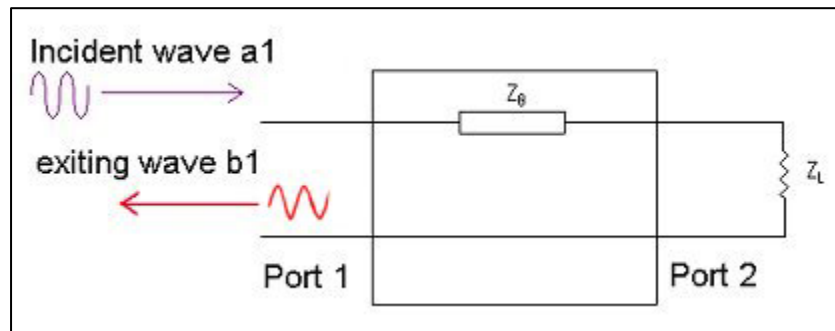 Incident wave a1
Z0
exiting wave b1
ZL
Port 1
Port 2